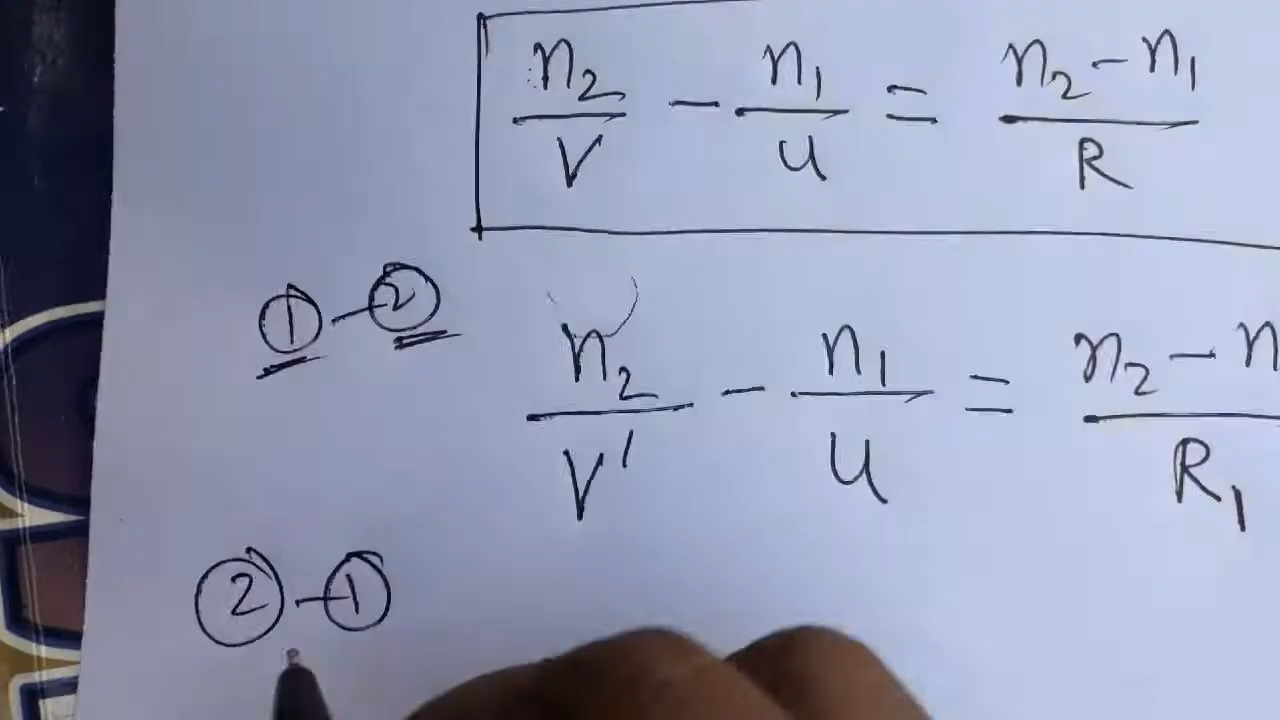 n₂/v - n₁/u = (n₂ - n₁)/R
① - ② n₂/v' - n₁/u = (n₂ - n)/R₁
② - ①